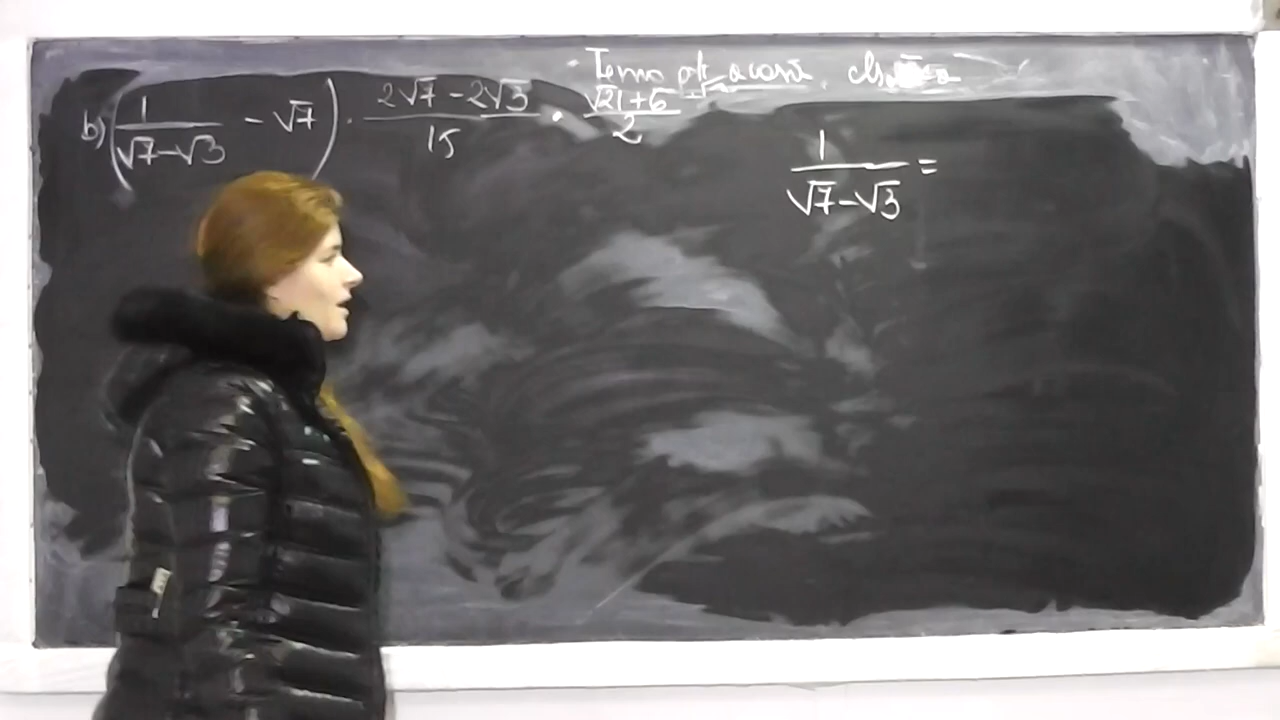 Tema pt. acasă
b) (1/(√7-√3) - √7) · (2√7-2√3)/15 · (√21+6)/2
1/(√7-√3) =